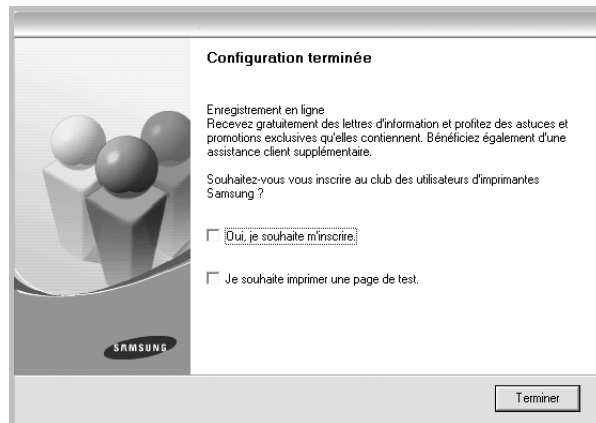 Configuration terminée
Enregistrement en ligne
Recevez gratuitement des lettres d'information et profitez des astuces et
promotions exclusives qu'elles contiennent. Bénéficiez également d'une
assistance client supplémentaire.
Souhaitez-vous vous inscrire au club des utilisateurs d'imprimantes
Samsung ?
Oui, je souhaite m'inscrire.
Je souhaite imprimer une page de test.
SAMSUNG
Terminer